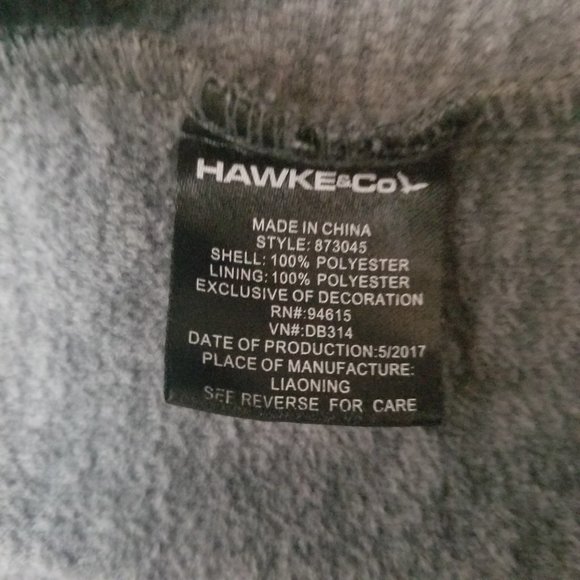 HAWKE&Co
MADE IN CHINA
STYLE: 873045
SHELL: 100% POLYESTER
LINING: 100% POLYESTER
EXCLUSIVE OF DECORATION
RN#:94615
VN#:DB314
DATE OF PRODUCTION:5/2017
PLACE OF MANUFACTURE:
LIAONING
SEE REVERSE FOR CARE